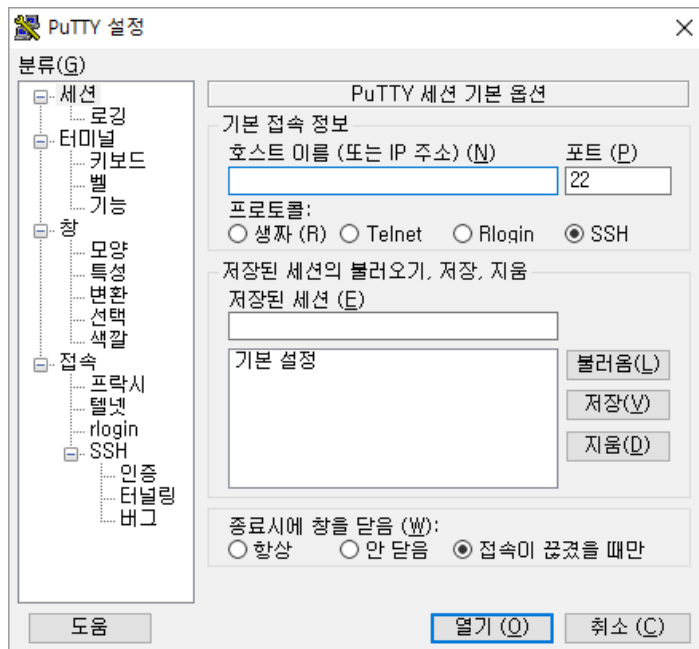 PuTTY 설정
분류(G)
세션
로깅
터미널
키보드
벨
기능
창
모양
특성
변환
선택
색깔
접속
프락시
텔넷
rlogin
SSH
인증
터널링
버그
PuTTY 세션 기본 옵션
기본 접속 정보
호스트 이름 (또는 IP 주소) (N) 포트 (P)
22
프로토콜:
생짜 (R) Telnet Rlogin SSH
저장된 세션의 불러오기, 저장, 지움
저장된 세션 (E)
기본 설정
불러옴(L)
저장(V)
지움(D)
종료시에 창을 닫음 (W):
항상 안 닫음 접속이 끊겼을 때만
도움 열기 (O) 취소 (C)